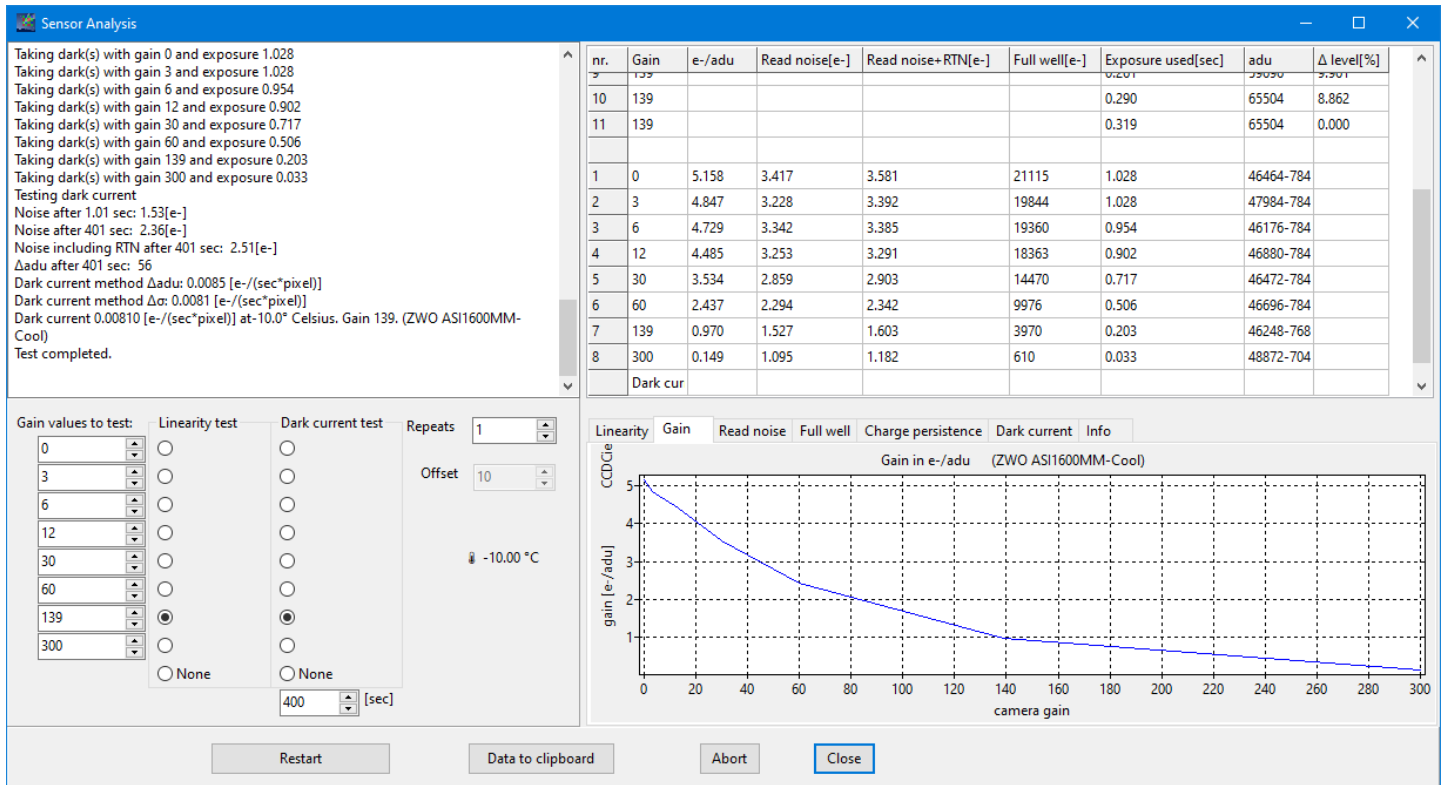 Sensor Analysis
Taking dark(s) with gain 0 and exposure 1.028
Taking dark(s) with gain 3 and exposure 1.028
Taking dark(s) with gain 6 and exposure 0.954
Taking dark(s) with gain 12 and exposure 0.902
Taking dark(s) with gain 30 and exposure 0.717
Taking dark(s) with gain 60 and exposure 0.506
Taking dark(s) with gain 139 and exposure 0.203
Taking dark(s) with gain 300 and exposure 0.033
Testing dark current
Noise after 1.01 sec: 1.53[e-]
Noise after 401 sec:  2.36[e-]
Noise including RTN after 401 sec:  2.51[e-]
Δadu after 401 sec:  56
Dark current method Δadu: 0.0085 [e-/(sec*pixel)]
Dark current method Δσ: 0.0081 [e-/(sec*pixel)]
Dark current 0.00810 [e-/(sec*pixel)] at-10.0° Celsius. Gain 139. (ZWO ASI1600MM-
Cool)
Test completed.
nr. Gain e-/adu Read noise[e-] Read noise+RTN[e-] Full well[e-] Exposure used[sec] adu Δ level[%]
9 139
10 139 0.290 65504 8.862
11 139 0.319 65504 0.000
1 0 5.158 3.417 3.581 21115 1.028 46464-784
2 3 4.847 3.228 3.392 19844 1.028 47984-784
3 6 4.729 3.342 3.385 19360 0.954 46176-784
4 12 4.485 3.253 3.291 18363 0.902 46880-784
5 30 3.534 2.859 2.903 14470 0.717 46472-784
6 60 2.437 2.294 2.342 9976 0.506 46696-784
7 139 0.970 1.527 1.603 3970 0.203 46248-768
8 300 0.149 1.095 1.182 610 0.033 48872-704
Dark cur
Gain values to test: Linearity test Dark current test Repeats 1
0
3 Offset 10
6
12
30 -10.00 °C
60
139
300
None None
400 [sec]
Linearity Gain Read noise Full well Charge persistence Dark current Info
Gain in e-/adu (ZWO ASI1600MM-Cool)
CCDCie
gain [e-/adu]
5
4
3
2
1
0 20 40 60 80 100 120 140 160 180 200 220 240 260 280 300
camera gain
Restart Data to clipboard Abort Close